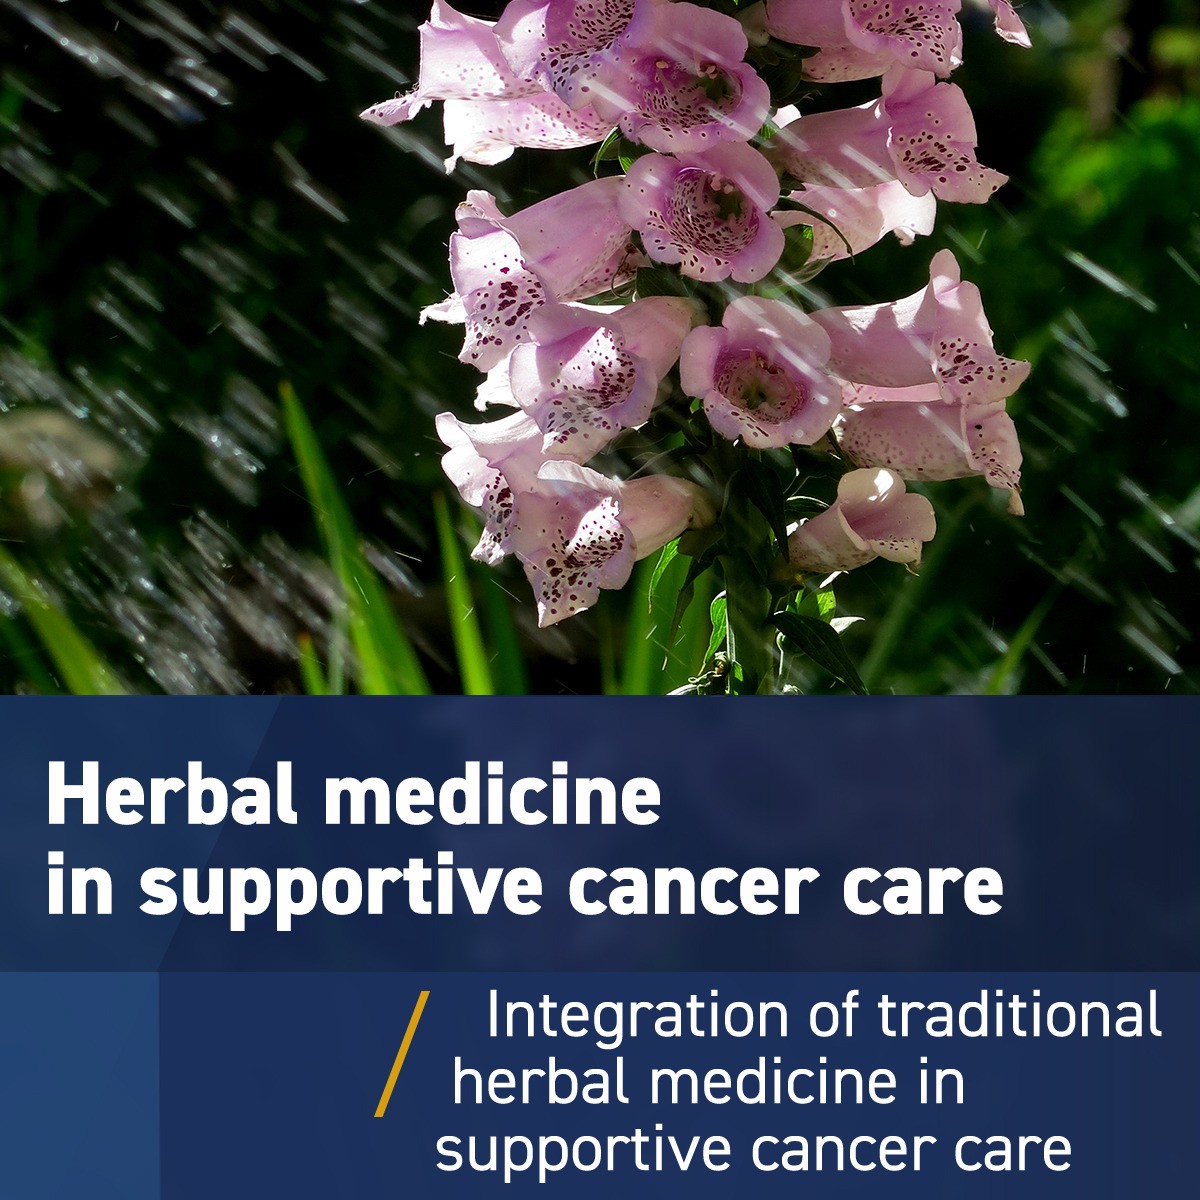 Herbal medicine
in supportive cancer care
Integration of traditional
herbal medicine in
supportive cancer care